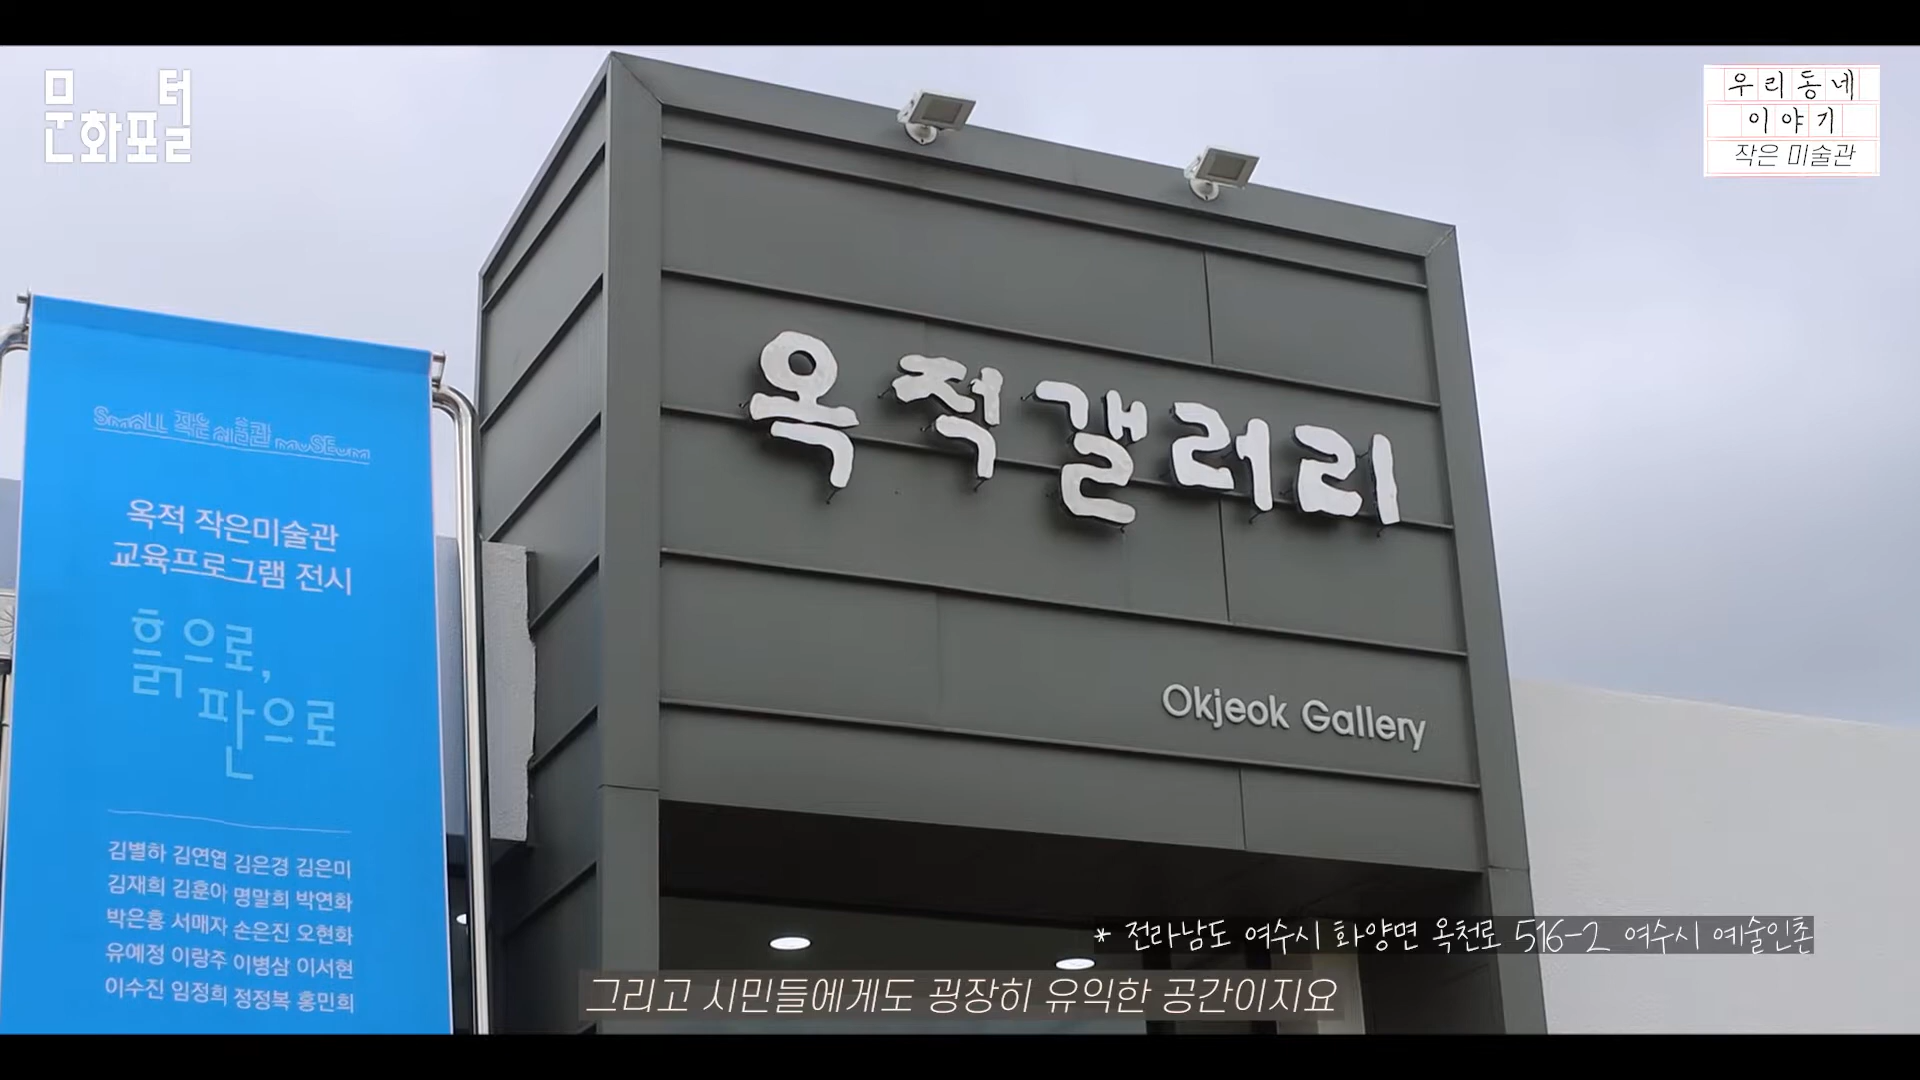 문화포털
우리동네
이야기
작은 미술관
옥적갤러리
Okjeok Gallery
SmaLL 작은미술관 muSEum
옥적 작은미술관
교육프로그램 전시
흙으로,
판으로
김별하 김연엽 김은경 김은미
김재희 김훈아 명말희 박연화
박은홍 서매자 손은진 오현화
유예정 이랑주 이병삼 이서현
이수진 임정희 정정복 홍민희
* 전라남도 여수시 화양면 옥천로 516-2 여수시 예술인촌
그리고 시민들에게도 굉장히 유익한 공간이지요